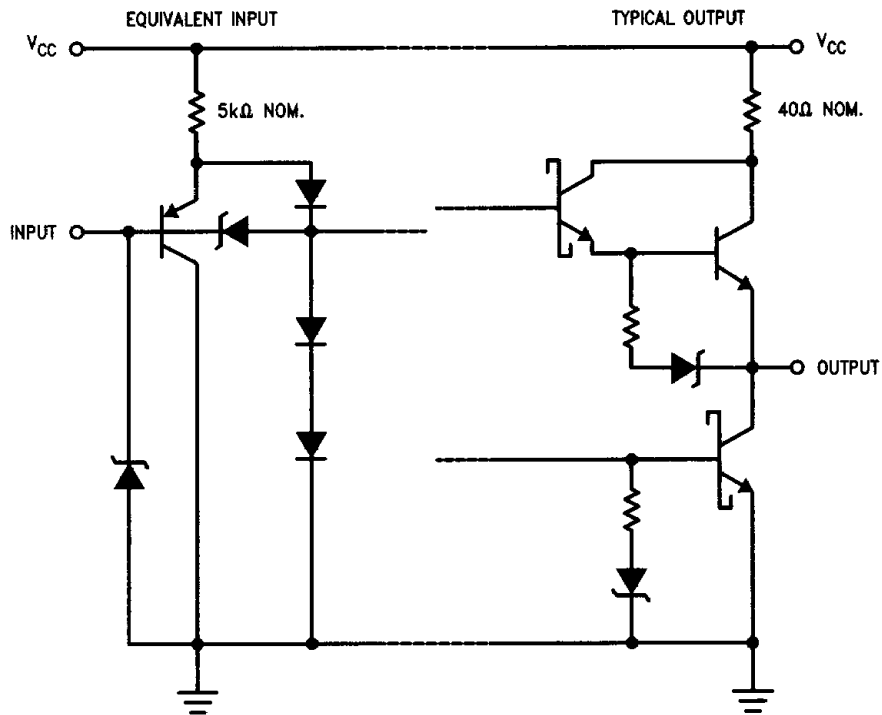 EQUIVALENT INPUT
TYPICAL OUTPUT
VCC
VCC
5kΩ NOM.
40Ω NOM.
INPUT
OUTPUT